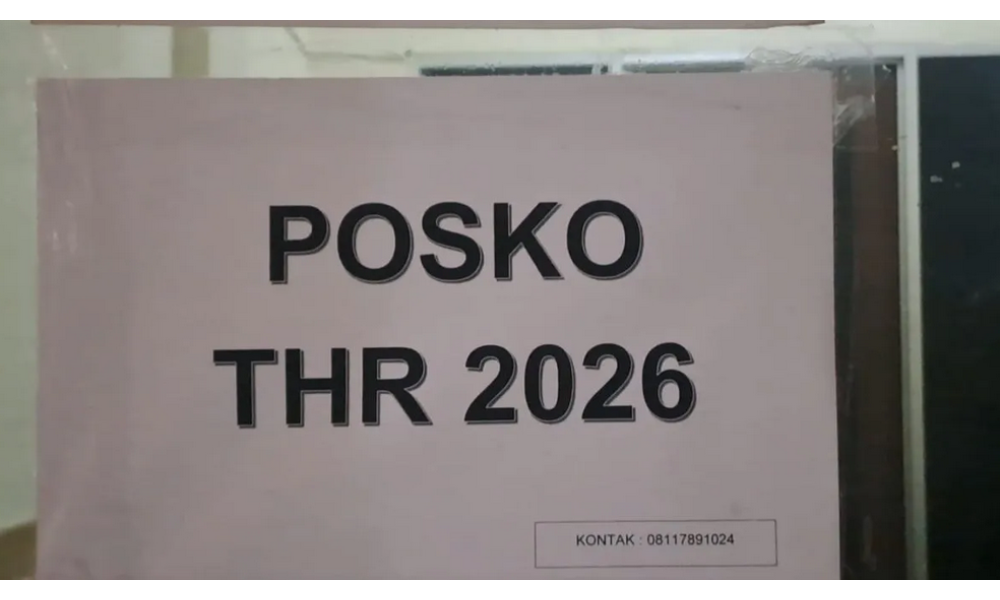 POSKO
THR 2026
KONTAK : 08117891024